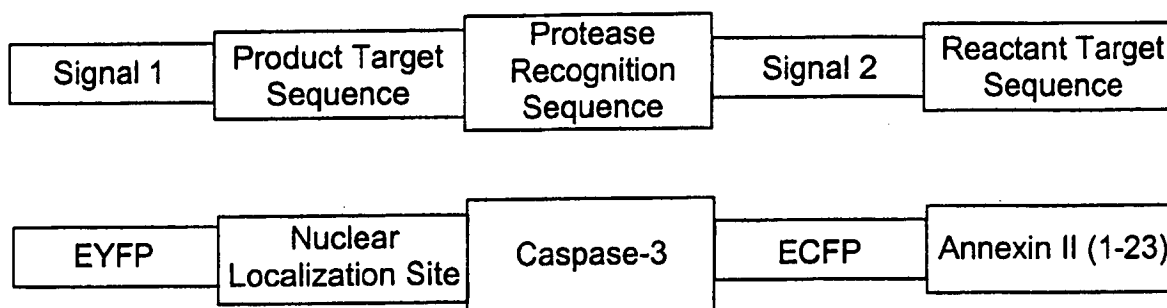 Signal 1
Product Target
Sequence
Protease
Recognition
Sequence
Signal 2
Reactant Target
Sequence
EYFP
Nuclear
Localization Site
Caspase-3
ECFP
Annexin II (1-23)